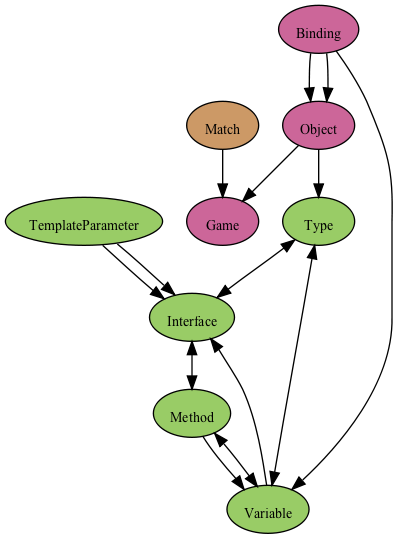 Binding
Match
Object
TemplateParameter
Game
Type
Interface
Method
Variable